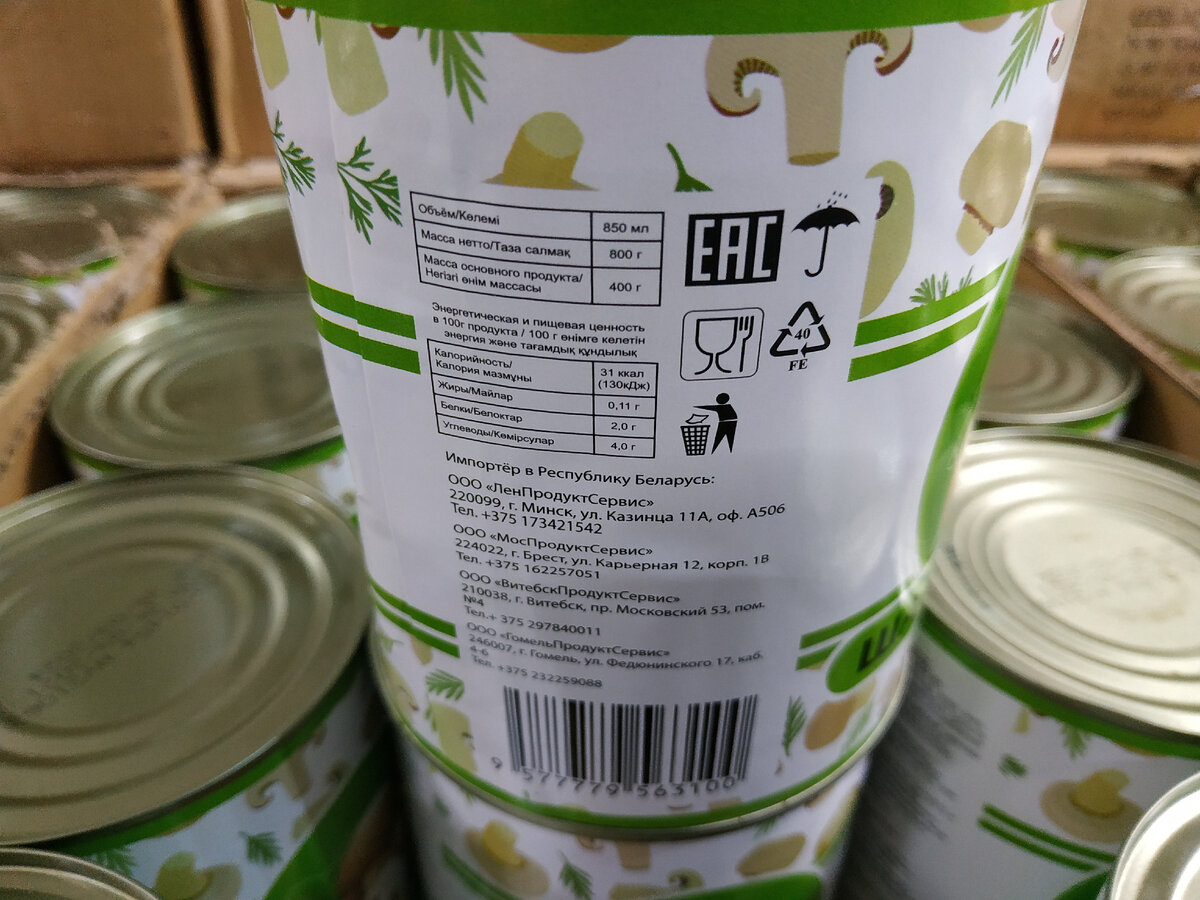 Объём/Көлемі 850 мл
Масса нетто/Таза салмақ 800 г
Масса основного продукта/
Негізгі өнім массасы 400 г
Энергетическая и пищевая ценность
в 100г продукта / 100 г өнімге келетін
энергия және тағамдық құндылық
Калорийность/
Калория мазмұны
31 ккал
(130кДж)
Жиры/Майлар 0,11 г
Белки/Белоктар 2,0 г
Углеводы/Көмірсулар 4,0 г
EAC
40
FE
Импортёр в Республику Беларусь:
ООО «ЛенПродуктСервис»
220099, г. Минск, ул. Казинца 11А, оф. А506
Тел. +375 173421542
ООО «МосПродуктСервис»
224022, г. Брест, ул. Карьерная 12, корп. 1В
Тел. +375 162257051
ООО «ВитебскПродуктСервис»
210038, г. Витебск, пр. Московский 53, пом.
№4
Тел.+ 375 297840011
ООО «ГомельПродуктСервис»
246007, г. Гомель, ул. Федюнинского 17, каб.
4-6
Тел. +375 232259088
9 577779 563100